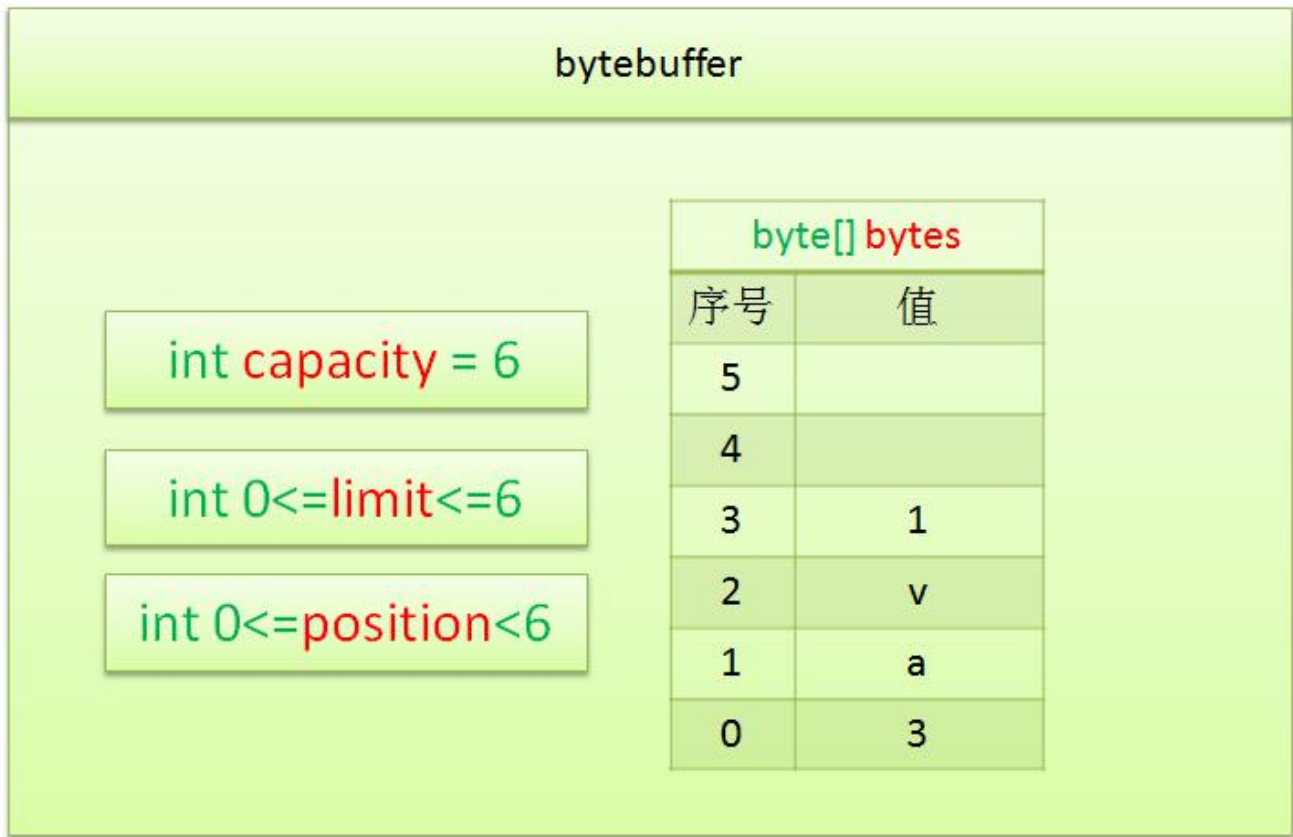 bytebuffer
int capacity = 6
int 0<=limit<=6
int 0<=position<6
byte[] bytes
序号 值
5
4
3 1
2 v
1 a
0 3